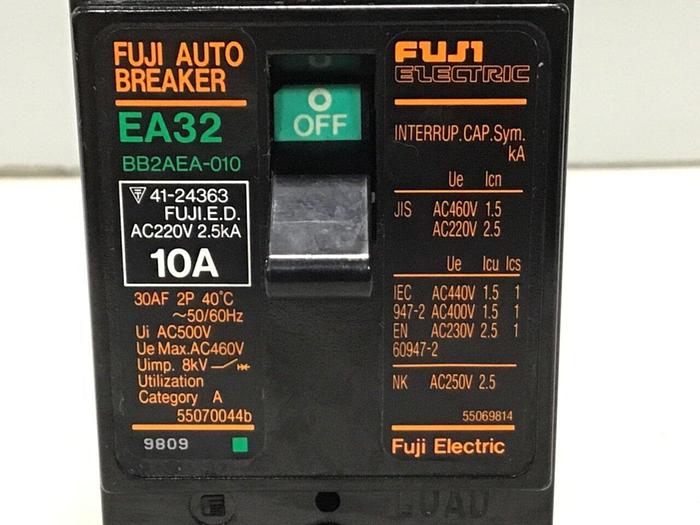 FUJI AUTO
BREAKER
EA32
BB2AEA-010
41-24363
FUJI.E.D.
AC220V 2.5kA
10A
30AF 2P 40°C
~50/60Hz
Ui AC500V
Ue Max.AC460V
Uimp. 8kV
Utilization
Category A
55070044b
9809
OFF
FUJI
ELECTRIC
INTERRUP.CAP.Sym.
kA
Ue Icn
JIS AC460V 1.5
AC220V 2.5
Ue Icu Ics
IEC AC440V 1.5 1
947-2 AC400V 1.5 1
EN AC230V 2.5 1
60947-2
NK AC250V 2.5
55069814
Fuji Electric
LOAD